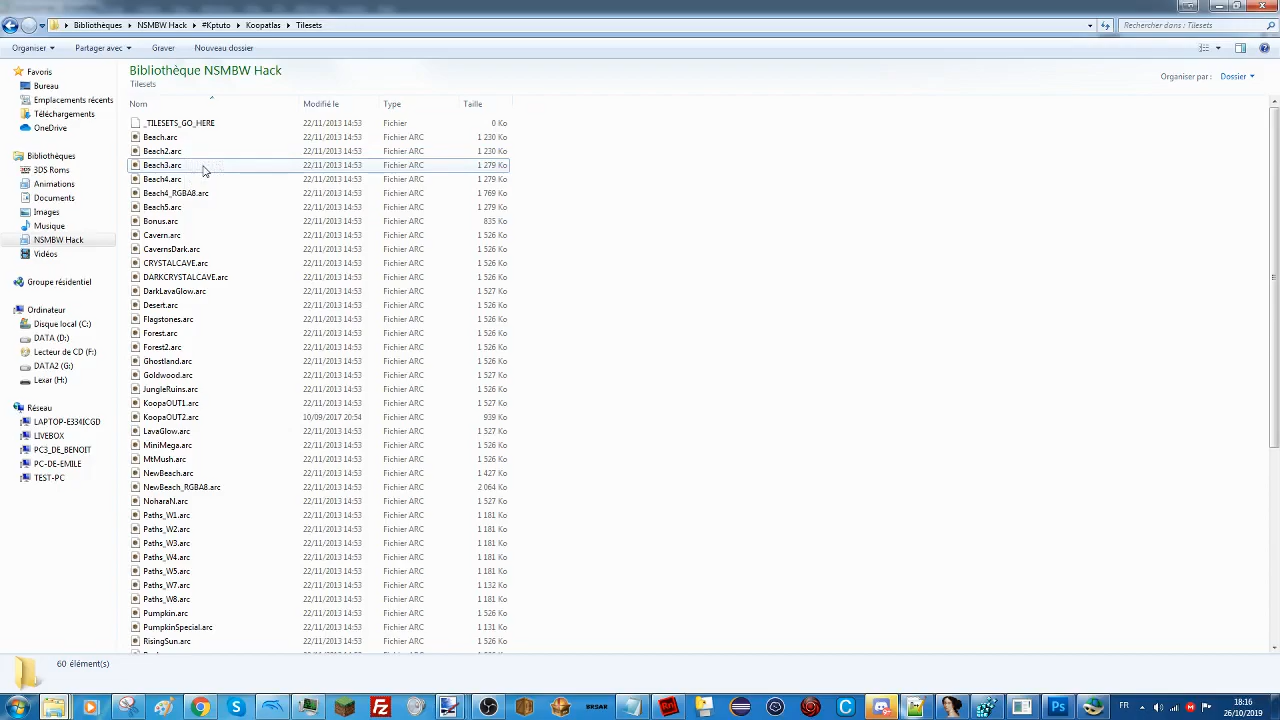 Bibliothèques ▸ NSMBW Hack ▸ #Kptuto ▸ Koopatlas ▸ Tilesets
Rechercher dans : Tilesets
Organiser ▾ Partager avec ▾ Graver Nouveau dossier
Bibliothèque NSMBW Hack
Tilesets
Organiser par : Dossier ▾
Nom Modifié le Type Taille
_TILESETS_GO_HERE 22/11/2013 14:53 Fichier 0 Ko
Beach.arc 22/11/2013 14:53 Fichier ARC 1 230 Ko
Beach2.arc 22/11/2013 14:53 Fichier ARC 1 230 Ko
Beach3.arc 22/11/2013 14:53 Fichier ARC 1 279 Ko
Beach4.arc 22/11/2013 14:53 Fichier ARC 1 279 Ko
Beach4_RGBA8.arc 22/11/2013 14:53 Fichier ARC 1 769 Ko
Beach5.arc 22/11/2013 14:53 Fichier ARC 1 279 Ko
Bonus.arc 22/11/2013 14:53 Fichier ARC 835 Ko
Cavern.arc 22/11/2013 14:53 Fichier ARC 1 526 Ko
CavernsDark.arc 22/11/2013 14:53 Fichier ARC 1 526 Ko
CRYSTALCAVE.arc 22/11/2013 14:53 Fichier ARC 1 526 Ko
DARKCRYSTALCAVE.arc 22/11/2013 14:53 Fichier ARC 1 526 Ko
DarkLavaGlow.arc 22/11/2013 14:53 Fichier ARC 1 527 Ko
Desert.arc 22/11/2013 14:53 Fichier ARC 1 526 Ko
Flagstones.arc 22/11/2013 14:53 Fichier ARC 1 526 Ko
Forest.arc 22/11/2013 14:53 Fichier ARC 1 526 Ko
Forest2.arc 22/11/2013 14:53 Fichier ARC 1 526 Ko
Ghostland.arc 22/11/2013 14:53 Fichier ARC 1 526 Ko
Goldwood.arc 22/11/2013 14:53 Fichier ARC 1 527 Ko
JungleRuins.arc 22/11/2013 14:53 Fichier ARC 1 526 Ko
KoopaOUT1.arc 22/11/2013 14:53 Fichier ARC 1 526 Ko
KoopaOUT2.arc 10/09/2017 20:54 Fichier ARC 939 Ko
LavaGlow.arc 22/11/2013 14:53 Fichier ARC 1 527 Ko
MiniMega.arc 22/11/2013 14:53 Fichier ARC 1 526 Ko
MtMush.arc 22/11/2013 14:53 Fichier ARC 1 526 Ko
NewBeach.arc 22/11/2013 14:53 Fichier ARC 1 427 Ko
NewBeach_RGBA8.arc 22/11/2013 14:53 Fichier ARC 2 064 Ko
NoharaN.arc 22/11/2013 14:53 Fichier ARC 1 527 Ko
Paths_W1.arc 22/11/2013 14:53 Fichier ARC 1 181 Ko
Paths_W2.arc 22/11/2013 14:53 Fichier ARC 1 181 Ko
Paths_W3.arc 22/11/2013 14:53 Fichier ARC 1 181 Ko
Paths_W4.arc 22/11/2013 14:53 Fichier ARC 1 181 Ko
Paths_W5.arc 22/11/2013 14:53 Fichier ARC 1 181 Ko
Paths_W7.arc 22/11/2013 14:53 Fichier ARC 1 132 Ko
Paths_W8.arc 22/11/2013 14:53 Fichier ARC 1 181 Ko
Pumpkin.arc 22/11/2013 14:53 Fichier ARC 1 526 Ko
PumpkinSpecial.arc 22/11/2013 14:53 Fichier ARC 1 131 Ko
RisingSun.arc 22/11/2013 14:53 Fichier ARC 1 526 Ko
Favoris
Bureau
Emplacements récents
Téléchargements
OneDrive
Bibliothèques
3DS Roms
Animations
Documents
Images
Musique
NSMBW Hack
Vidéos
Groupe résidentiel
Ordinateur
Disque local (C:)
DATA (D:)
Lecteur de CD (F:)
DATA2 (G:)
Lexar (H:)
Réseau
LAPTOP-E334ICGD
LIVEBOX
PC3_DE_BENOIT
PC-DE-EMILE
TEST-PC
60 élément(s)
BRSAR
FR
18:16
26/10/2019